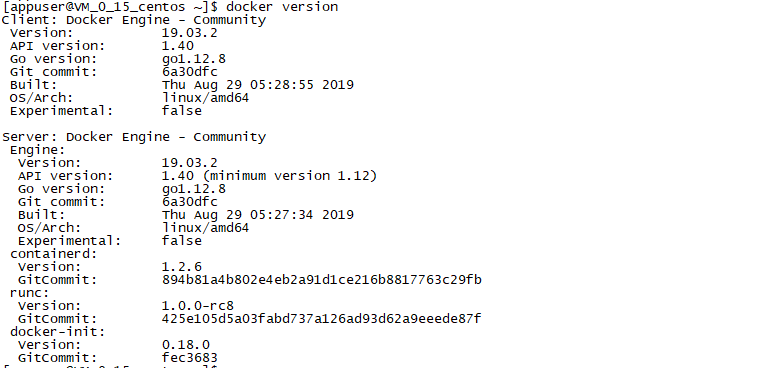 [appuser@VM_0_15_centos ~]$ docker version
Client: Docker Engine - Community
 Version:           19.03.2
 API version:       1.40
 Go version:        go1.12.8
 Git commit:        6a30dfc
 Built:             Thu Aug 29 05:28:55 2019
 OS/Arch:           linux/amd64
 Experimental:      false

Server: Docker Engine - Community
 Engine:
  Version:          19.03.2
  API version:      1.40 (minimum version 1.12)
  Go version:       go1.12.8
  Git commit:       6a30dfc
  Built:            Thu Aug 29 05:27:34 2019
  OS/Arch:          linux/amd64
  Experimental:     false
 containerd:
  Version:          1.2.6
  GitCommit:        894b81a4b802e4eb2a91d1ce216b8817763c29fb
 runc:
  Version:          1.0.0-rc8
  GitCommit:        425e105d5a03fabd737a126ad93d62a9eeede87f
 docker-init:
  Version:          0.18.0
  GitCommit:        fec3683